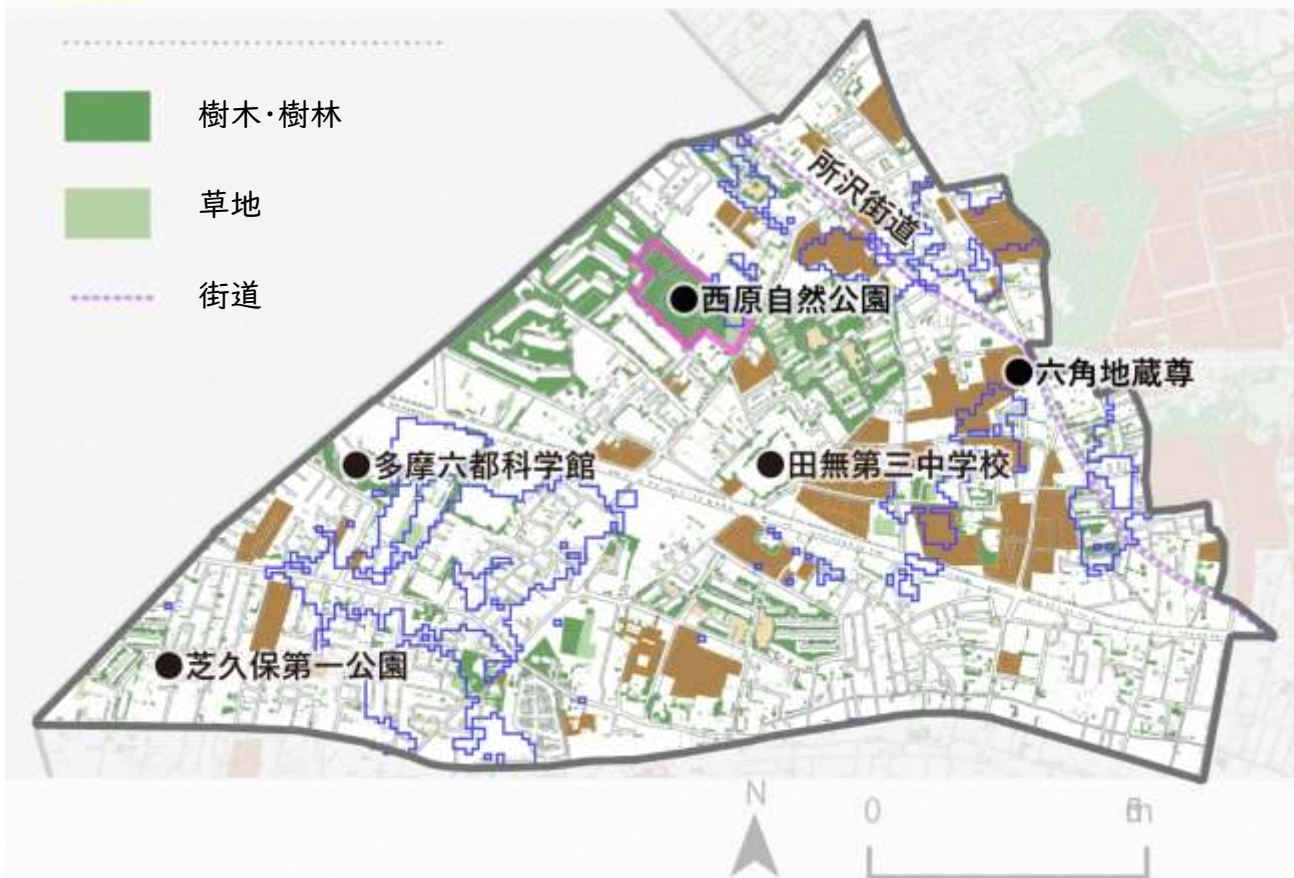 樹木・樹林
草地
街道
所沢街道
●西原自然公園
●六角地蔵尊
●多摩六都科学館
●田無第三中学校
●芝久保第一公園
N
0